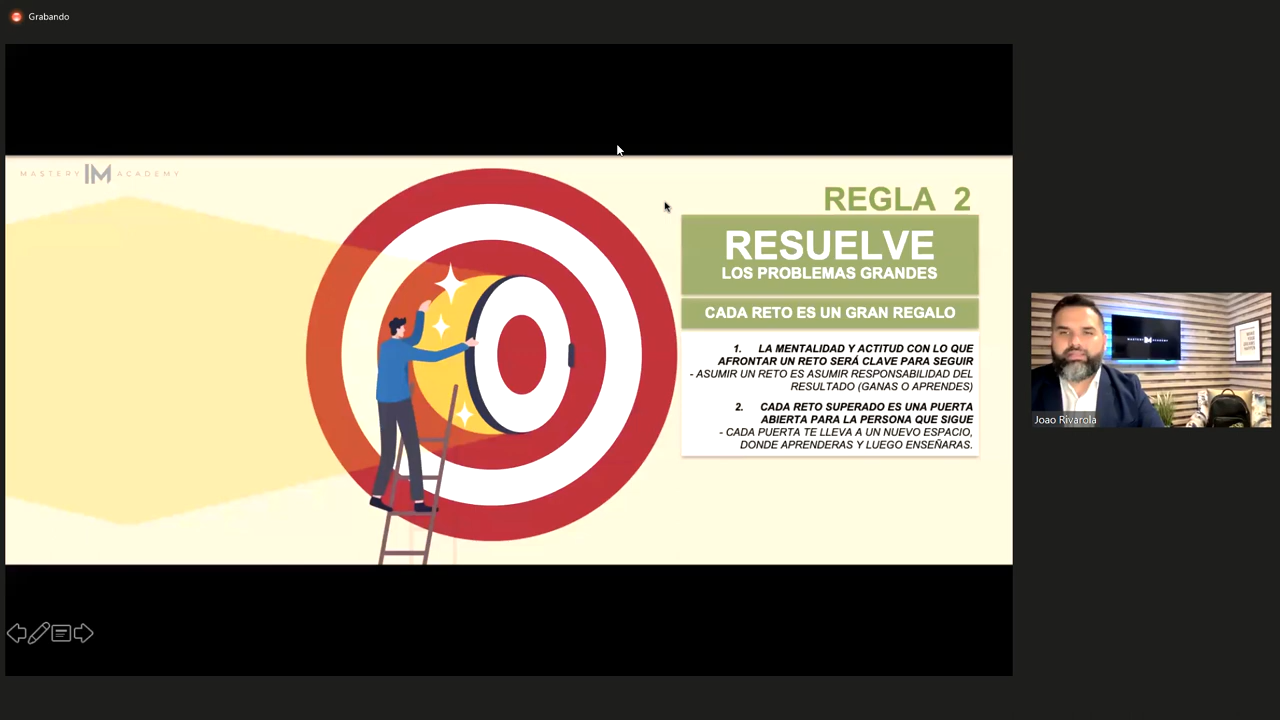 Grabando
MASTERY IM ACADEMY
REGLA 2
RESUELVE
LOS PROBLEMAS GRANDES
CADA RETO ES UN GRAN REGALO
1. LA MENTALIDAD Y ACTITUD CON LO QUE
AFRONTAR UN RETO SERÁ CLAVE PARA SEGUIR
- ASUMIR UN RETO ES ASUMIR RESPONSABILIDAD DEL
RESULTADO (GANAS O APRENDES)
2. CADA RETO SUPERADO ES UNA PUERTA
ABIERTA PARA LA PERSONA QUE SIGUE
- CADA PUERTA TE LLEVA A UN NUEVO ESPACIO,
DONDE APRENDERAS Y LUEGO ENSEÑARAS.
Joao Rivarola